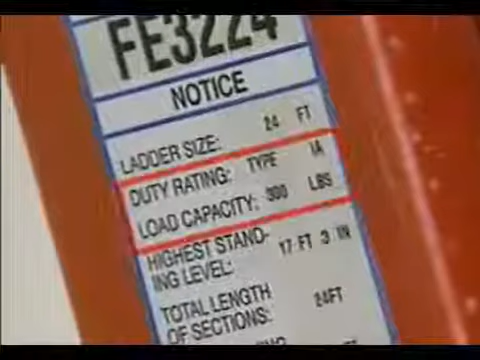 FE3224
NOTICE
LADDER SIZE: 24 FT
DUTY RATING: TYPE IA
LOAD CAPACITY: 300 LBS
HIGHEST STAND-
ING LEVEL: 17 FT 3 IN
TOTAL LENGTH
OF SECTIONS: 24FT